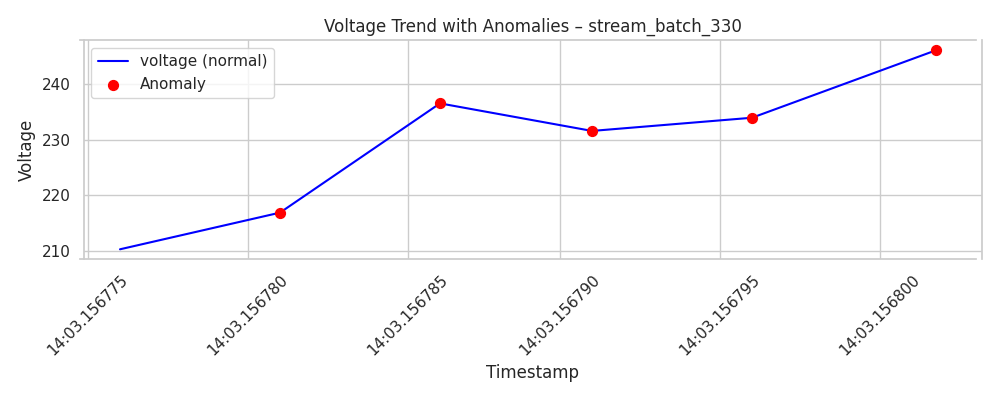 Voltage Trend with Anomalies – stream_batch_330
voltage (normal)
Anomaly
Voltage
240
230
220
210
14:03.156775
14:03.156780
14:03.156785
14:03.156790
14:03.156795
14:03.156800
Timestamp